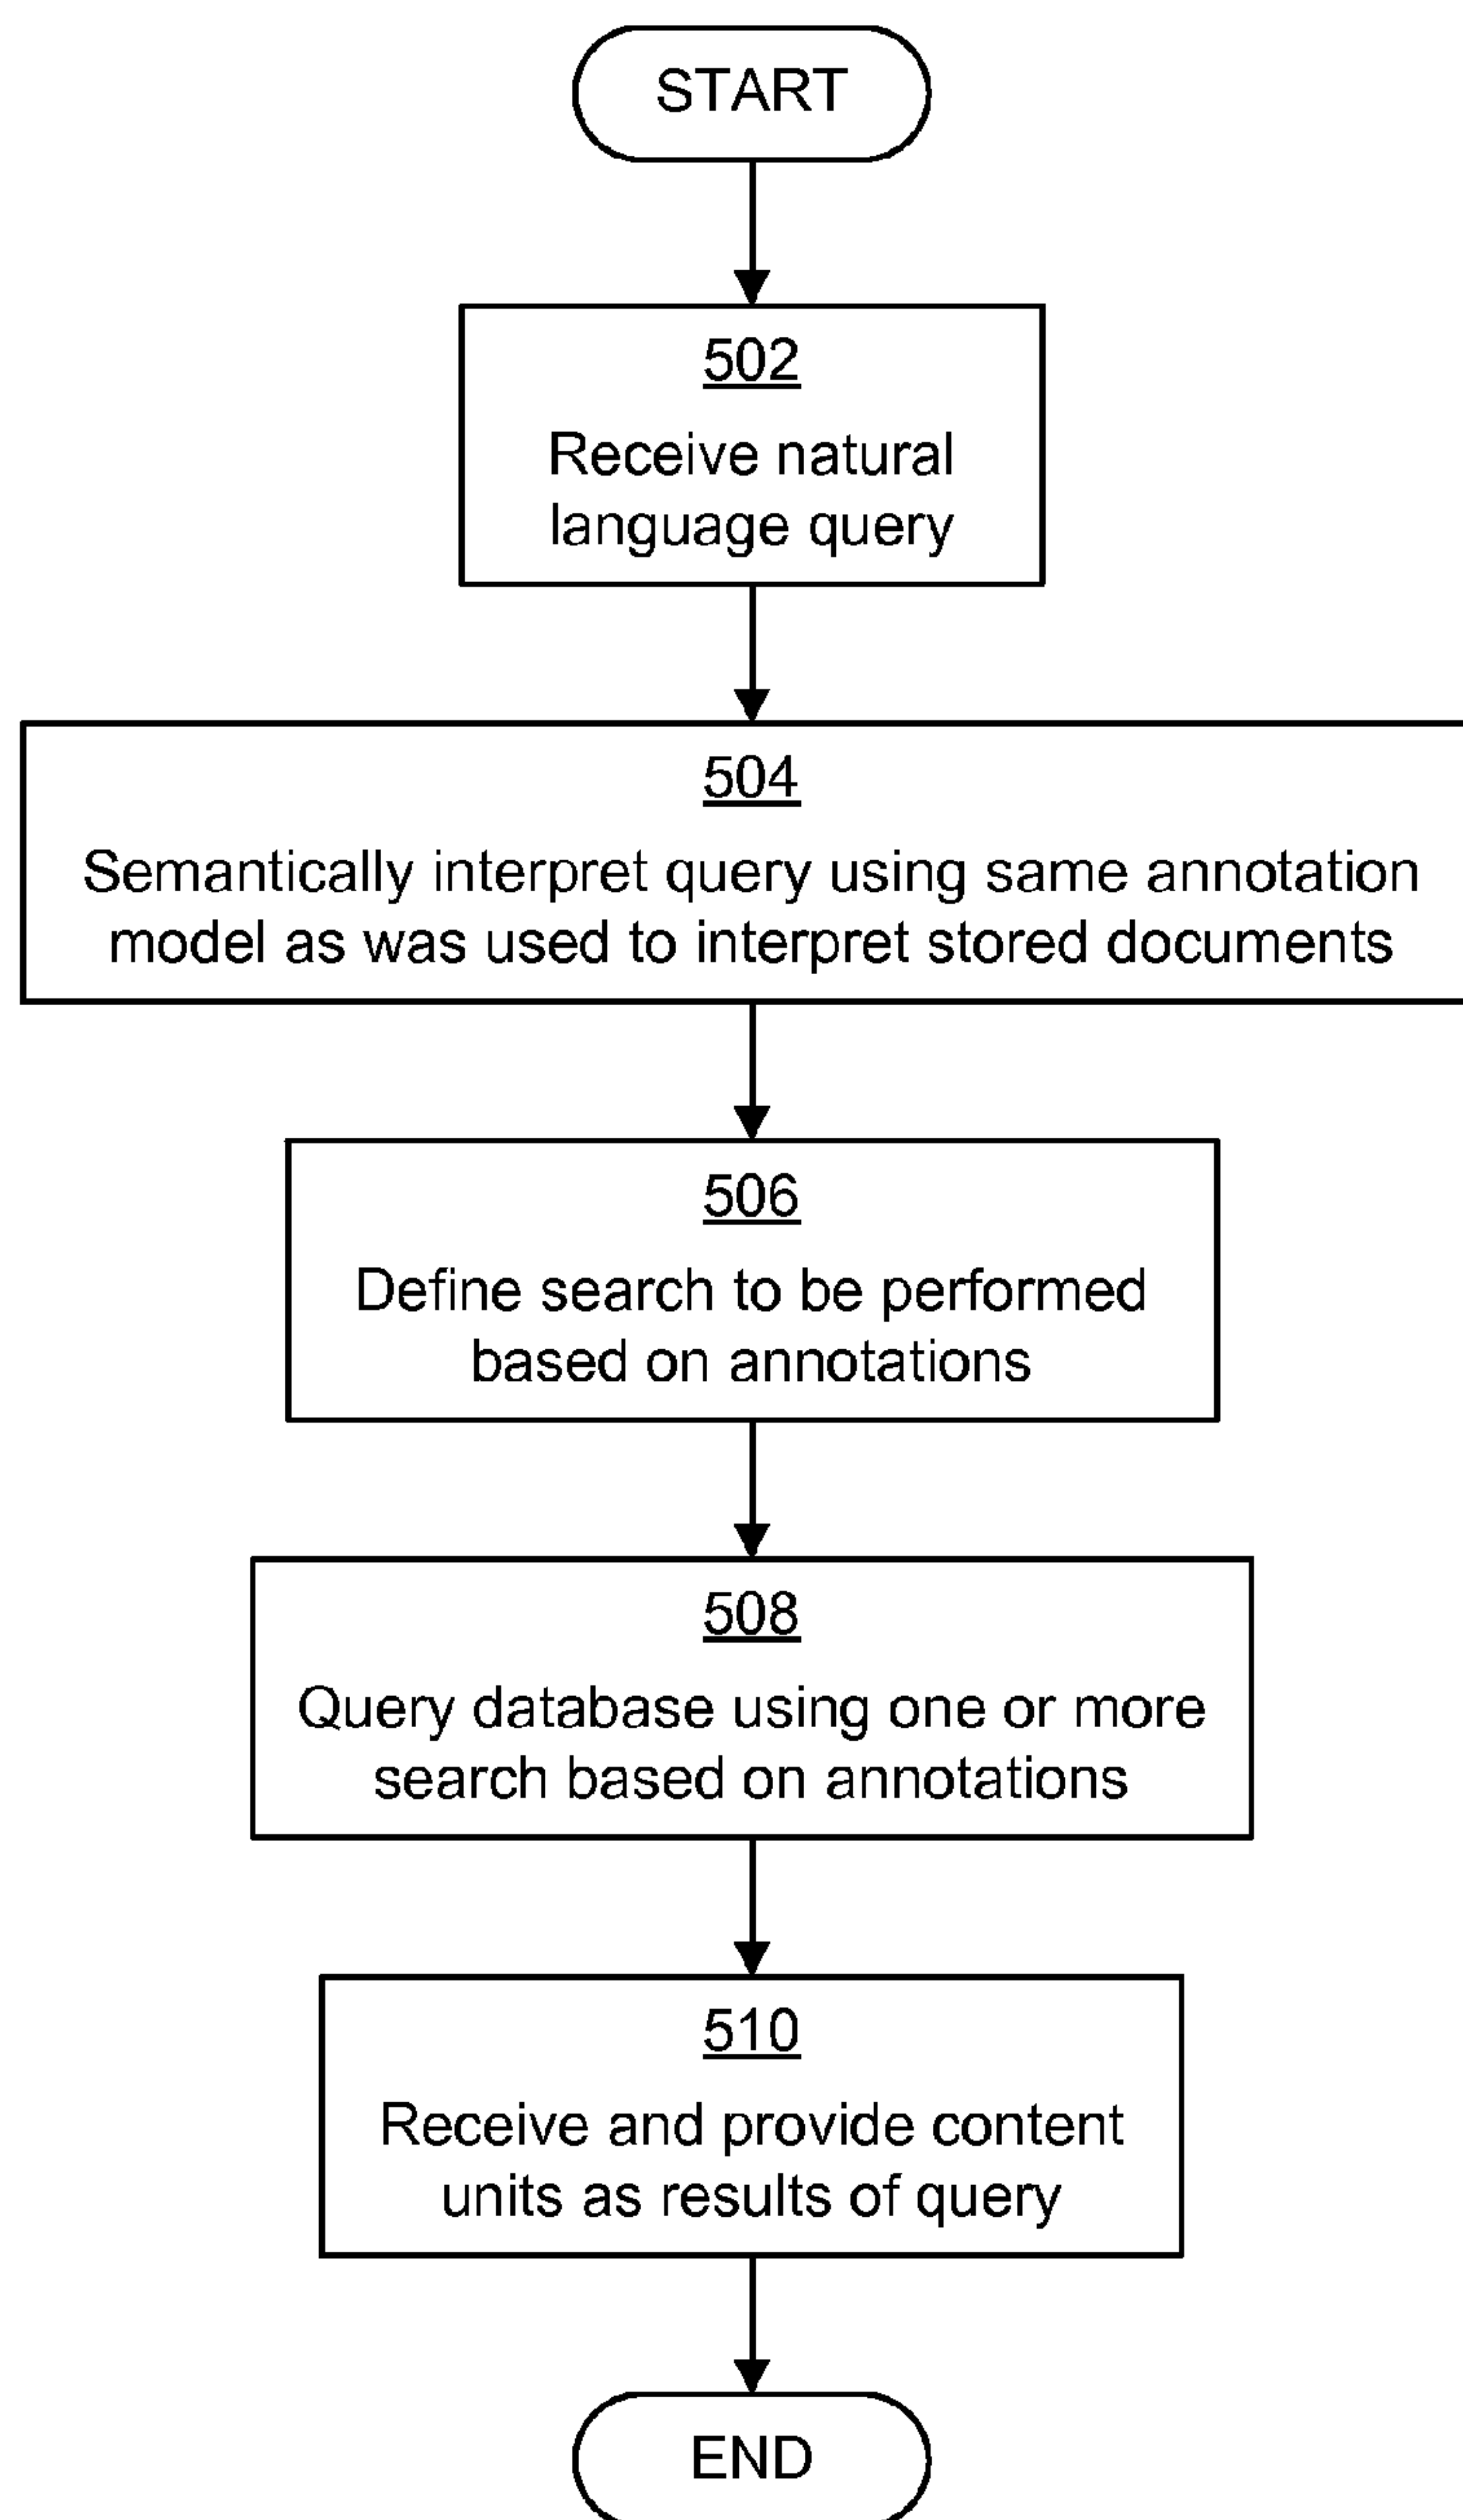 START
502
Receive natural
language query
504
Semantically interpret query using same annotation
model as was used to interpret stored documents
506
Define search to be performed
based on annotations
508
Query database using one or more
search based on annotations
510
Receive and provide content
units as results of query
END